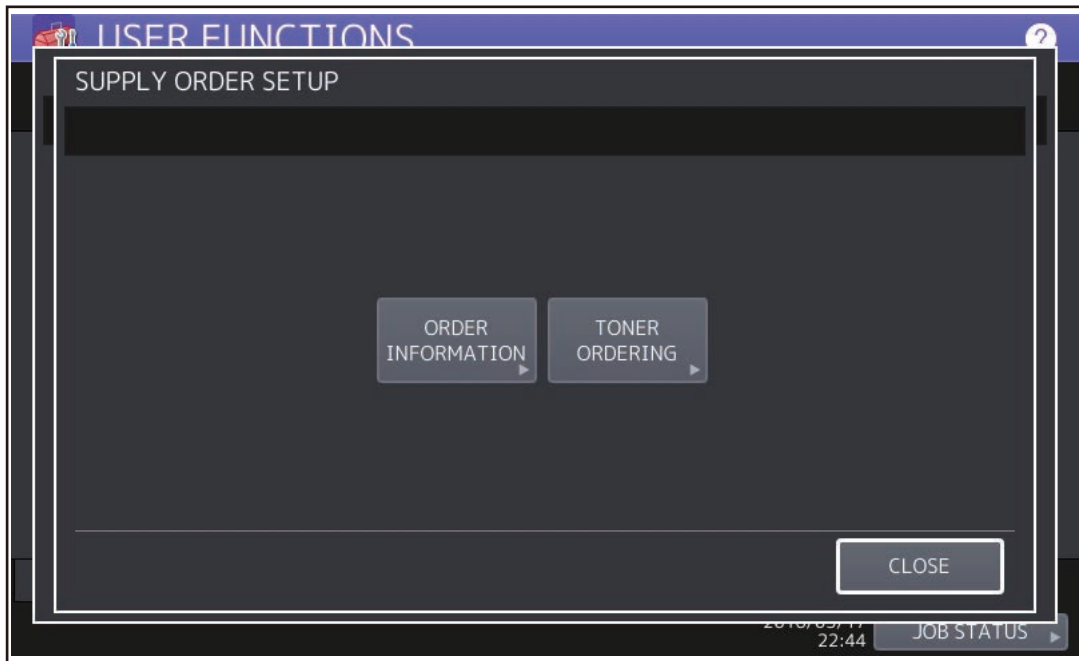 USER FUNCTIONS
?
SUPPLY ORDER SETUP
ORDER
INFORMATION
TONER
ORDERING
CLOSE
22:44
JOB STATUS